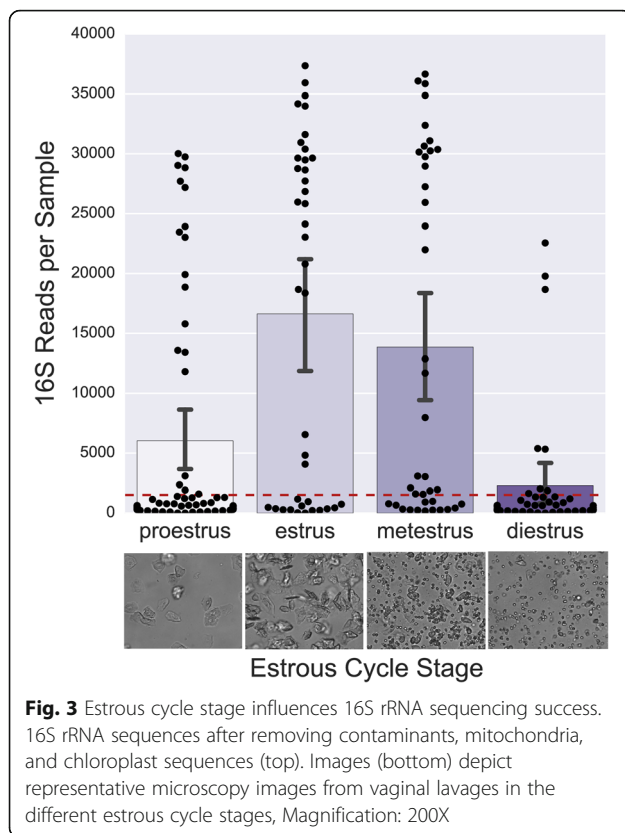 40000
35000
30000
25000
20000
15000
10000
5000
0
16S Reads per Sample
proestrus estrus metestrus diestrus
Estrous Cycle Stage
Fig. 3 Estrous cycle stage influences 16S rRNA sequencing success.
16S rRNA sequences after removing contaminants, mitochondria,
and chloroplast sequences (top). Images (bottom) depict
representative microscopy images from vaginal lavages in the
different estrous cycle stages, Magnification: 200X